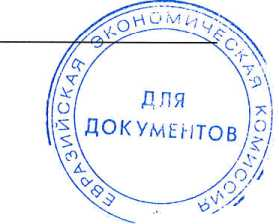 ЕВРАЗИЙСКАЯ ЭКОНОМИЧЕСКАЯ КОМИССИЯ
ДЛЯ
ДОКУМЕНТОВ